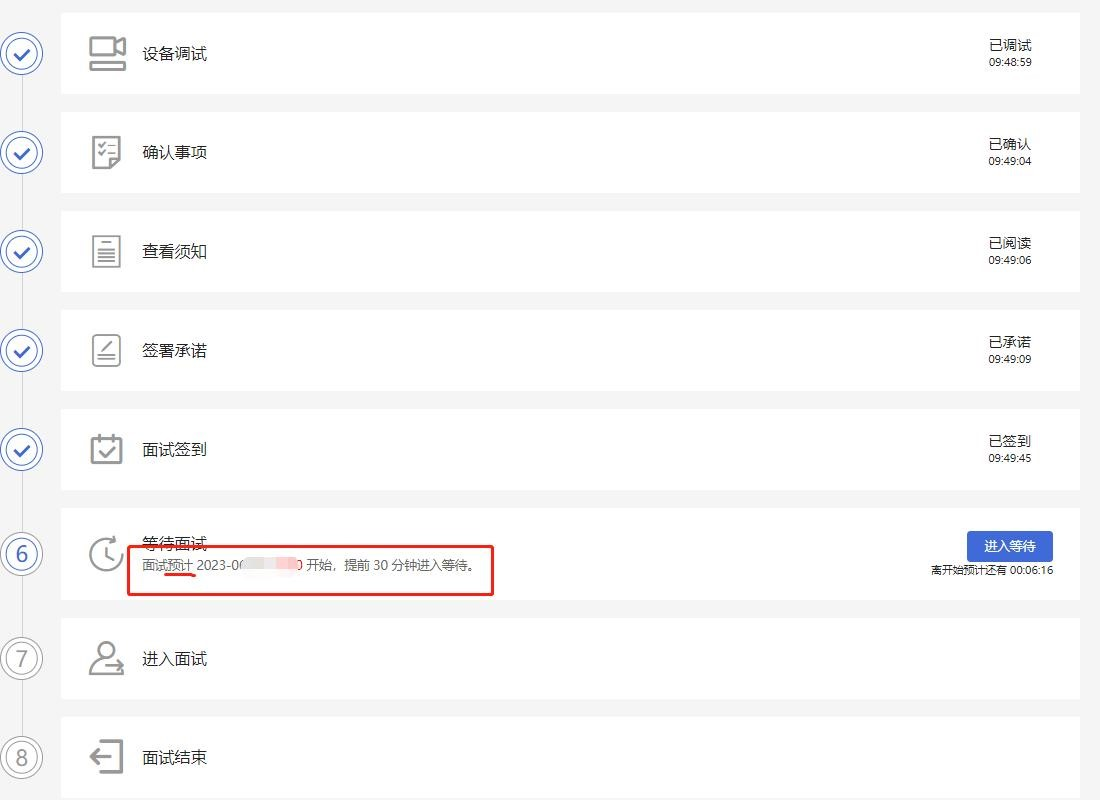 设备调试
已调试
09:48:59
确认事项
已确认
09:49:04
查看须知
已阅读
09:49:06
签署承诺
已承诺
09:49:09
面试签到
已签到
09:49:45
6
等待面试
面试预计 2023-0 0 开始，提前 30 分钟进入等待。
进入等待
离开始预计还有 00:06:16
7
进入面试
8
面试结束